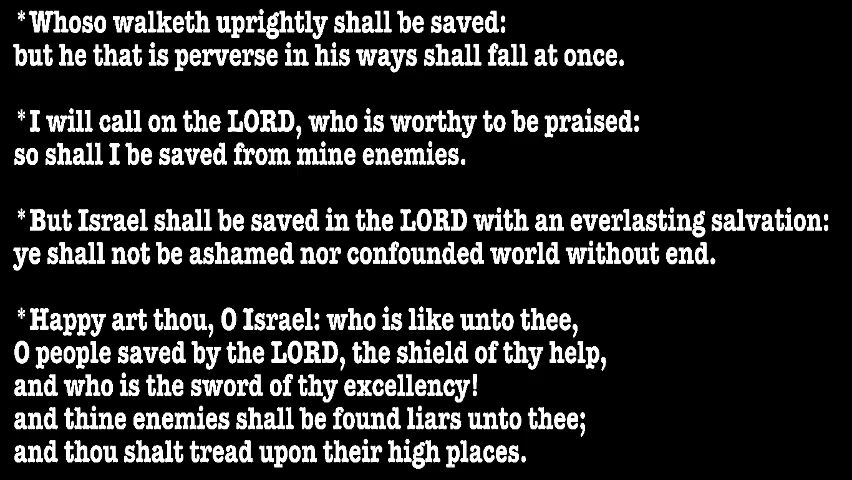 *Whoso walketh uprightly shall be saved:
but he that is perverse in his ways shall fall at once.
*I will call on the LORD, who is worthy to be praised:
so shall I be saved from mine enemies.
*But Israel shall be saved in the LORD with an everlasting salvation:
ye shall not be ashamed nor confounded world without end.
*Happy art thou, O Israel: who is like unto thee,
O people saved by the LORD, the shield of thy help,
and who is the sword of thy excellency!
and thine enemies shall be found liars unto thee;
and thou shalt tread upon their high places.